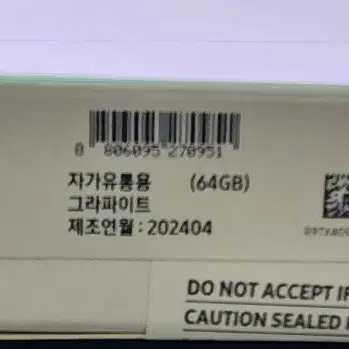 8 806095 278951
자가유통용 (64GB)
그라파이트
제조연월 : 202404
DO NOT ACCEPT IF
CAUTION SEALED